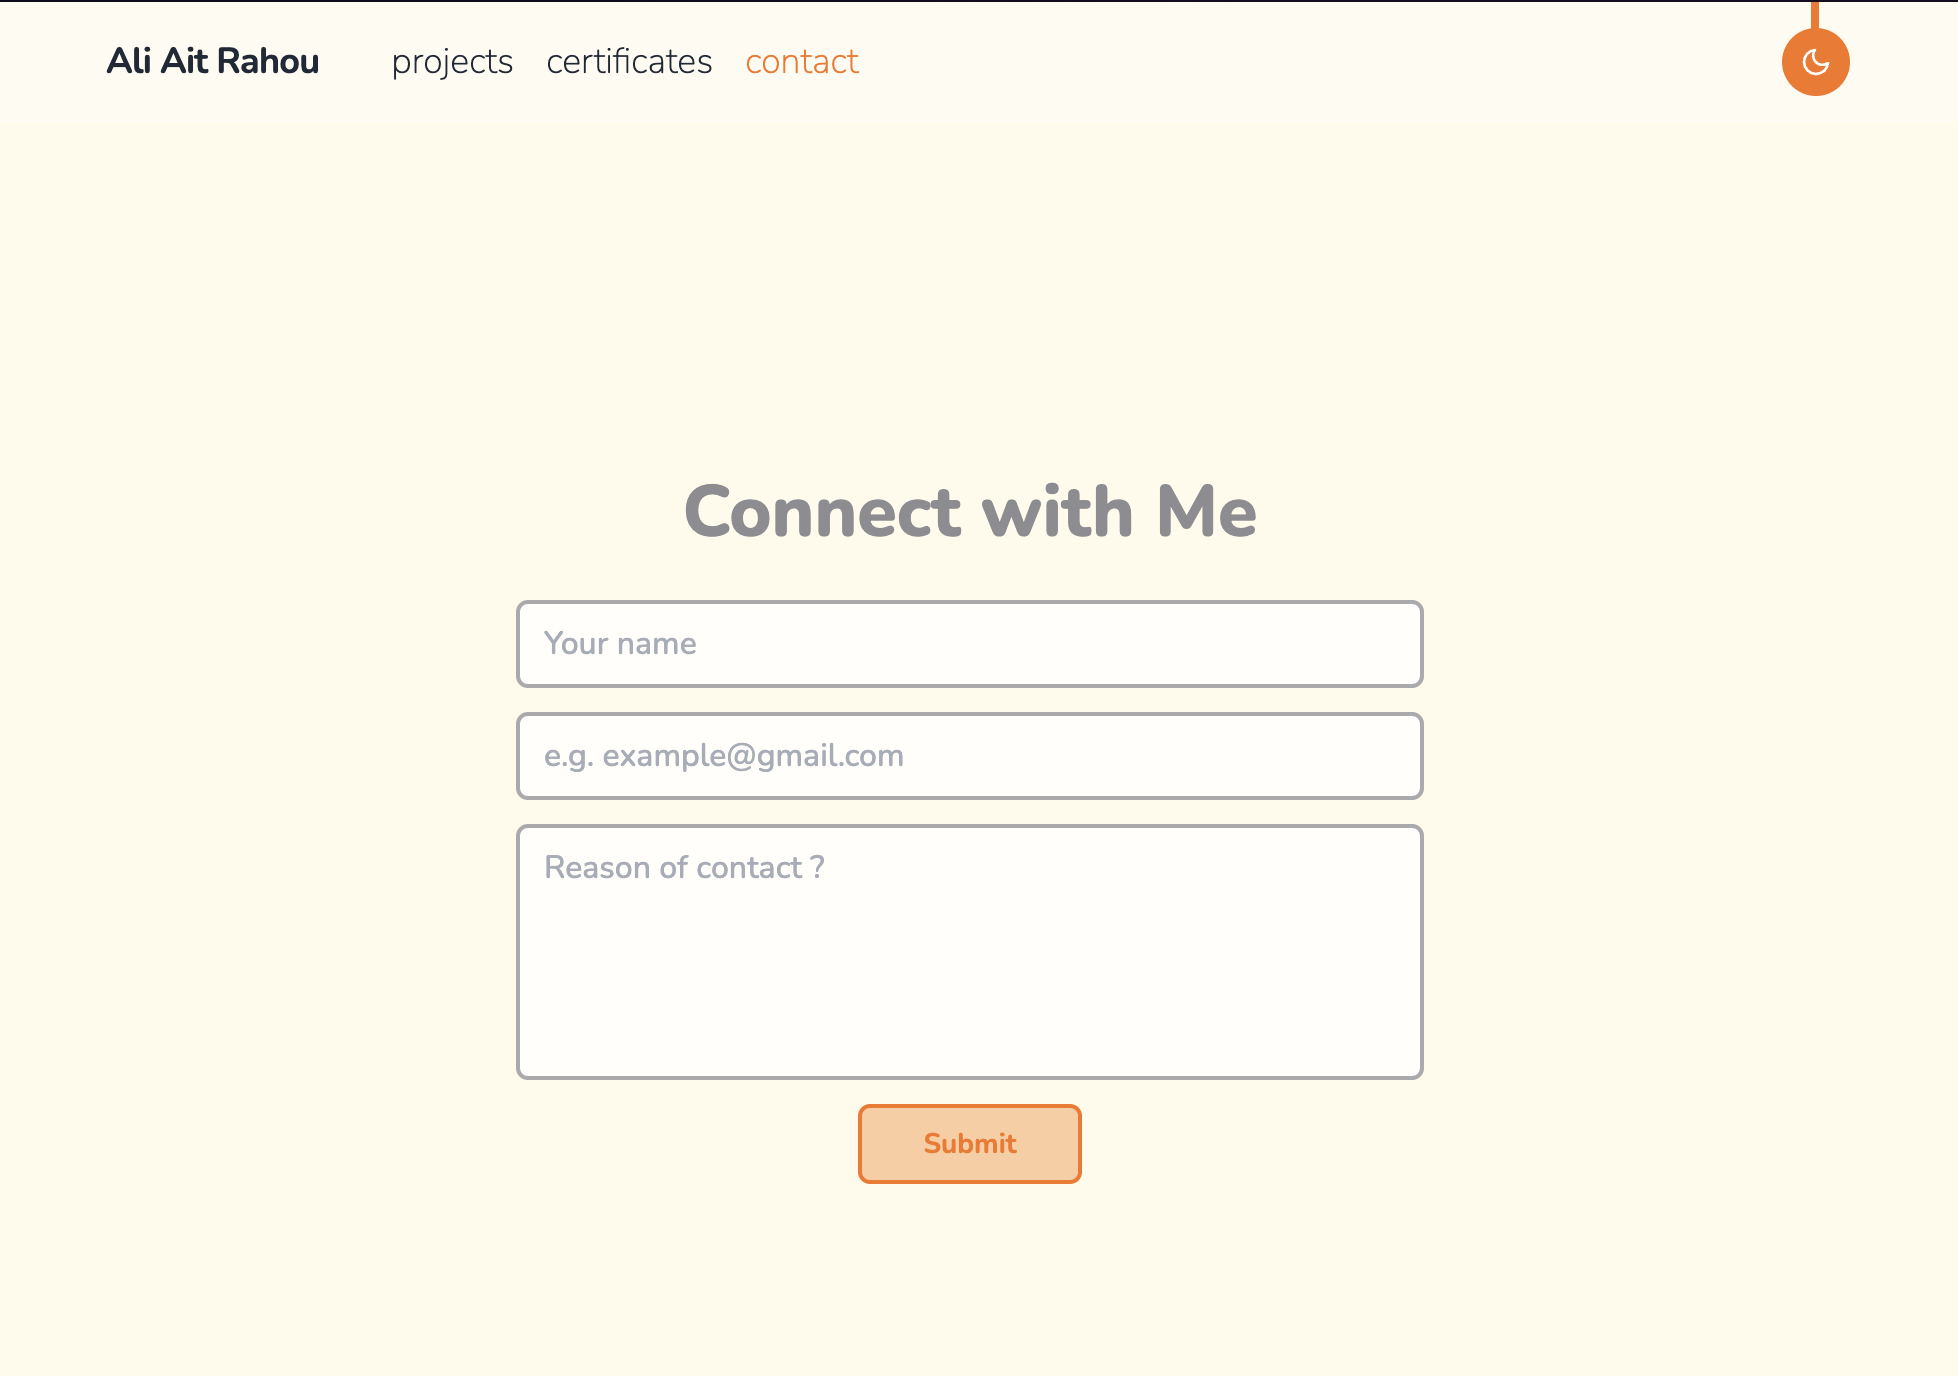 Ali Ait Rahou projects certificates contact
Connect with Me
Your name
e.g. example@gmail.com
Reason of contact ?
Submit